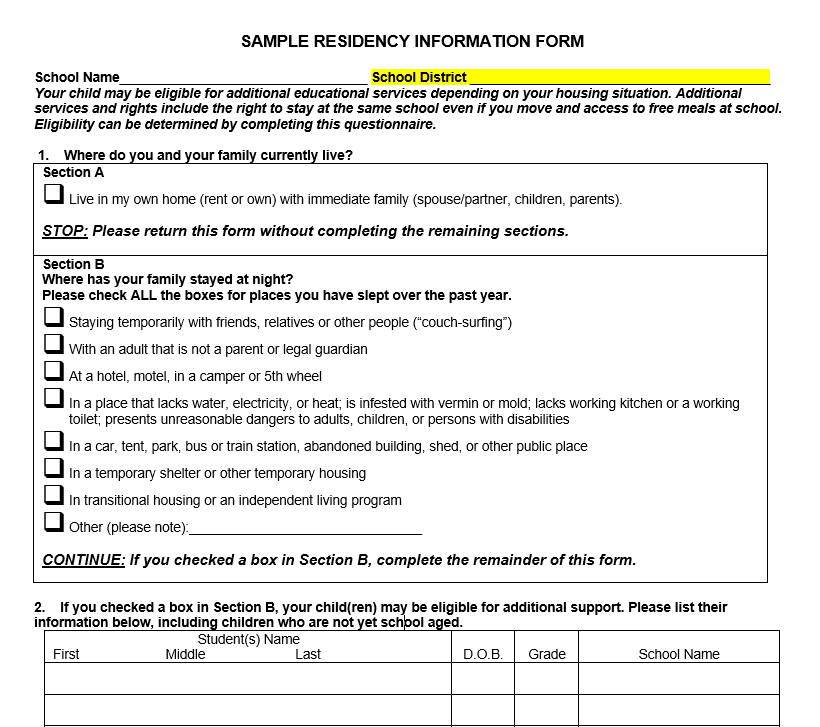 SAMPLE RESIDENCY INFORMATION FORM
School Name School District
Your child may be eligible for additional educational services depending on your housing situation. Additional
services and rights include the right to stay at the same school even if you move and access to free meals at school.
Eligibility can be determined by completing this questionnaire.
1. Where do you and your family currently live?
Section A
Live in my own home (rent or own) with immediate family (spouse/partner, children, parents).
STOP: Please return this form without completing the remaining sections.
Section B
Where has your family stayed at night?
Please check ALL the boxes for places you have slept over the past year.
Staying temporarily with friends, relatives or other people (“couch-surfing”)
With an adult that is not a parent or legal guardian
At a hotel, motel, in a camper or 5th wheel
In a place that lacks water, electricity, or heat; is infested with vermin or mold; lacks working kitchen or a working
toilet; presents unreasonable dangers to adults, children, or persons with disabilities
In a car, tent, park, bus or train station, abandoned building, shed, or other public place
In a temporary shelter or other temporary housing
In transitional housing or an independent living program
Other (please note):
CONTINUE: If you checked a box in Section B, complete the remainder of this form.
2. If you checked a box in Section B, your child(ren) may be eligible for additional support. Please list their
information below, including children who are not yet school aged.
Student(s) Name
First Middle Last D.O.B. Grade School Name